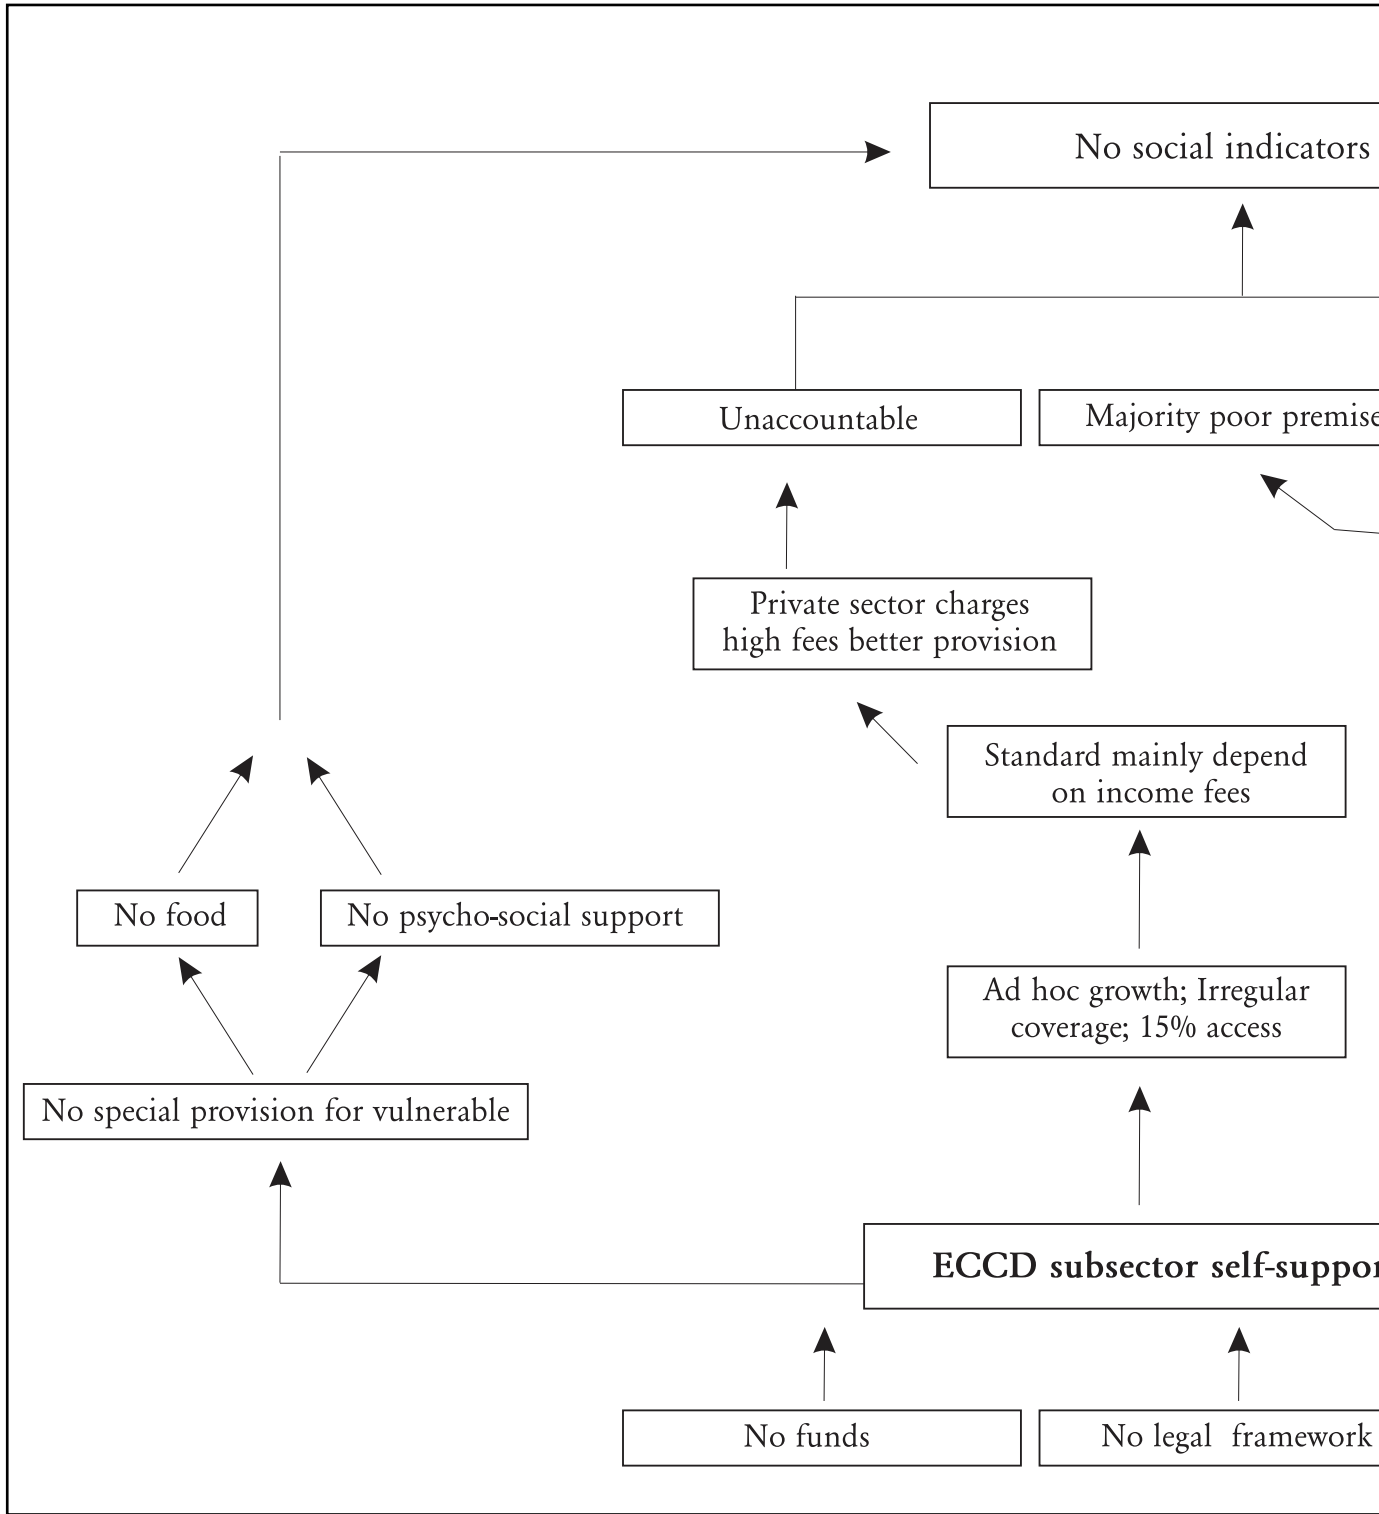 No social indicators
Unaccountable
Majority poor premise
Private sector charges
high fees better provision
Standard mainly depend
on income fees
No food
No psycho-social support
Ad hoc growth; Irregular
coverage; 15% access
No special provision for vulnerable
ECCD subsector self-suppor
No funds
No legal framework